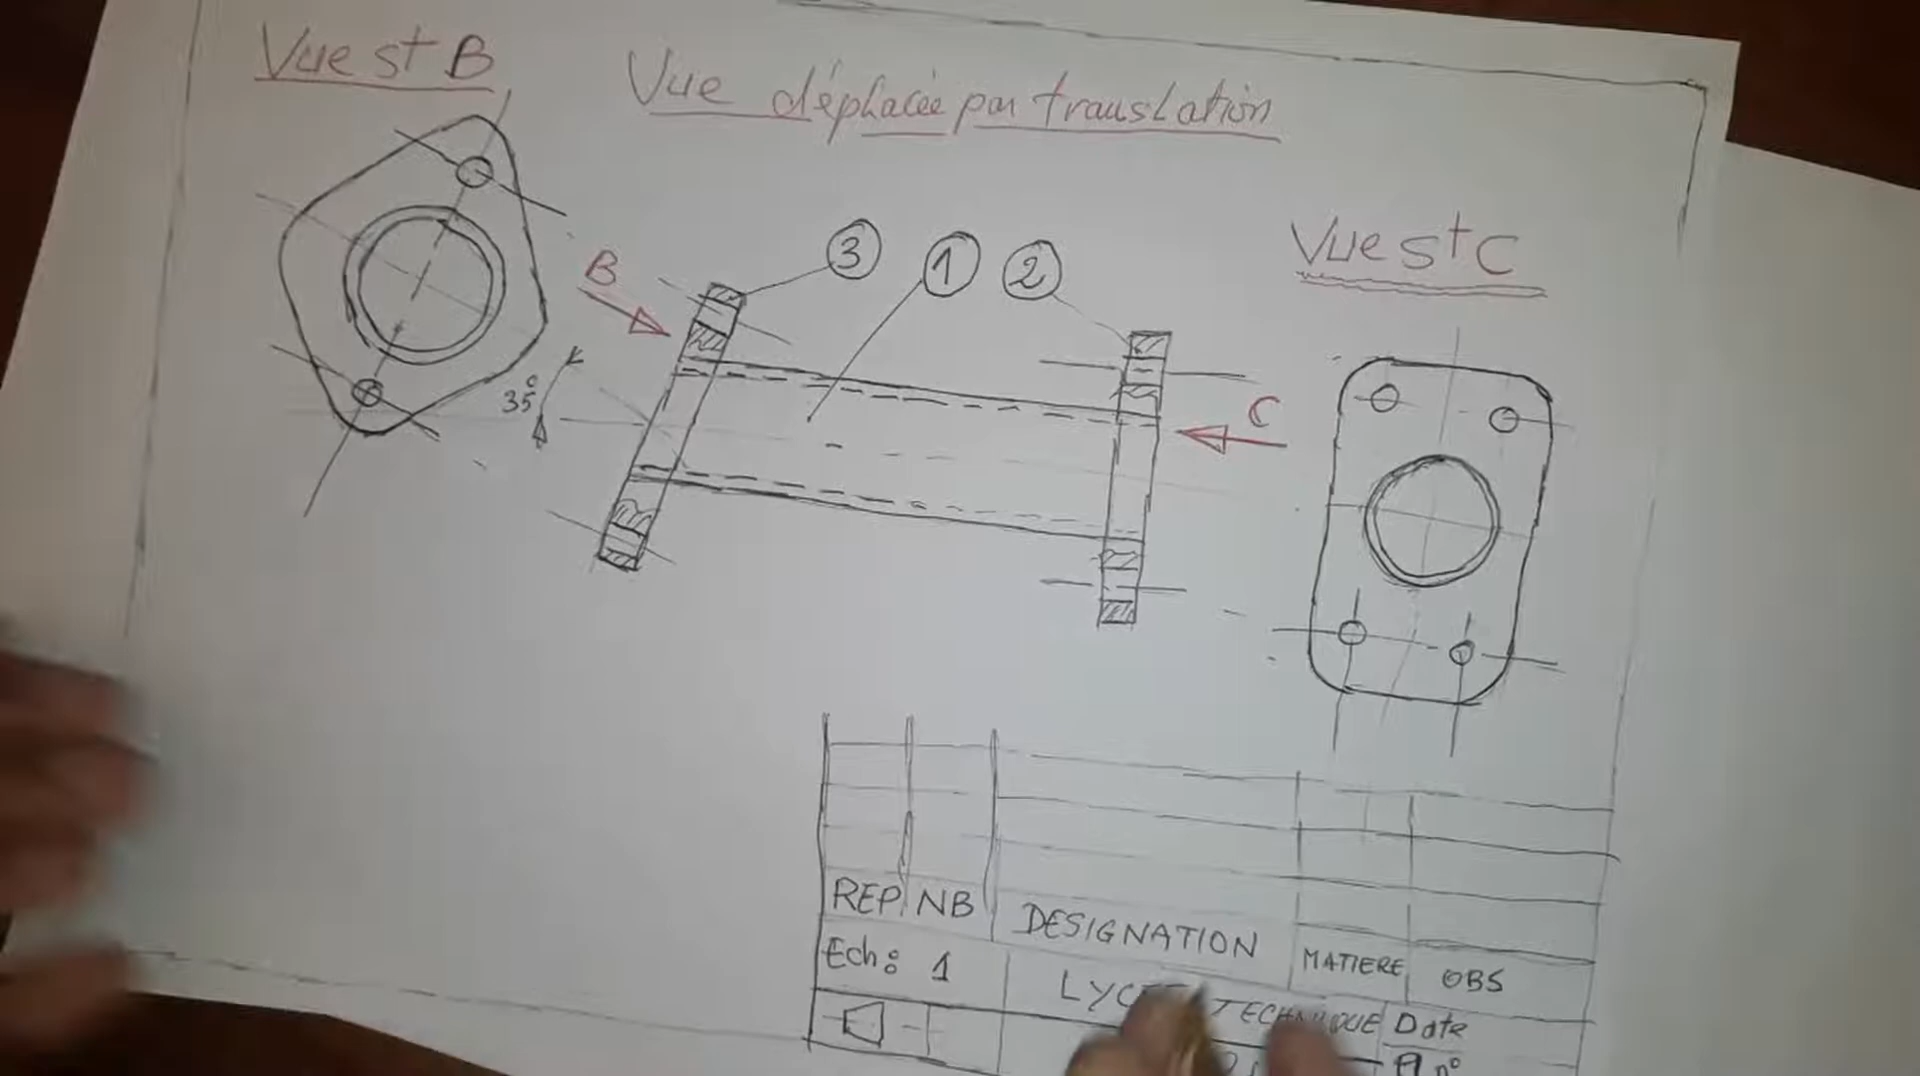 Vue st B
Vue déplacée par translation
B
3
1
2
Vue st C
35°
C
REP NB DESIGNATION MATIERE OBS
Ech: 1
TECHNIQUE
Date
n°